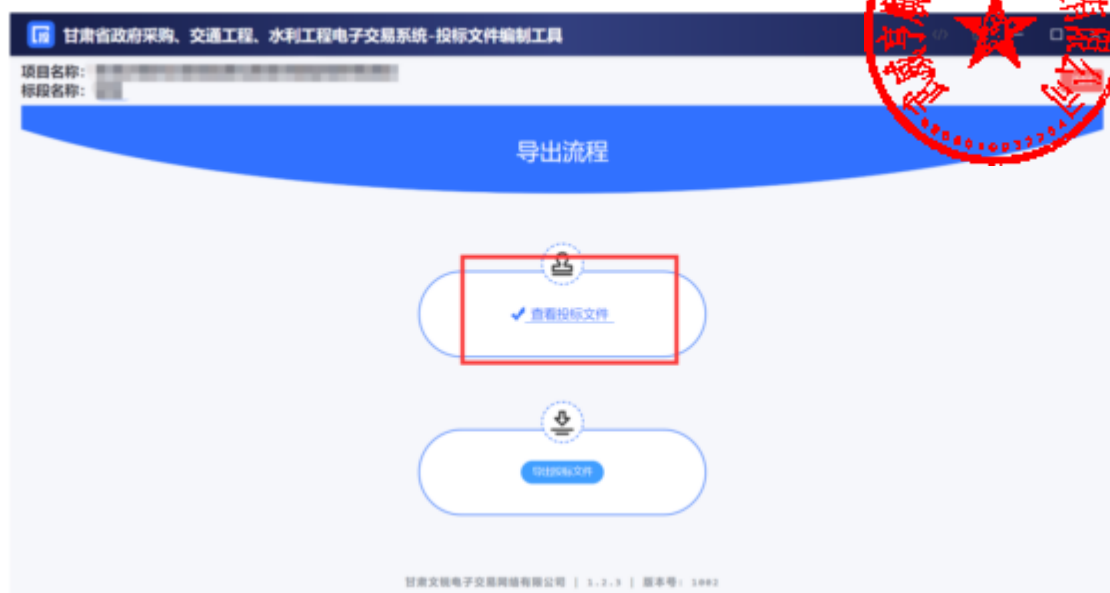 甘肃省政府采购、交通工程、水利工程电子交易系统-投标文件编制工具
项目名称：
标段名称：
导出流程
查看投标文件
导出投标文件
甘肃文锐电子交易网络有限公司 | 1.2.3 | 版本号: 1002